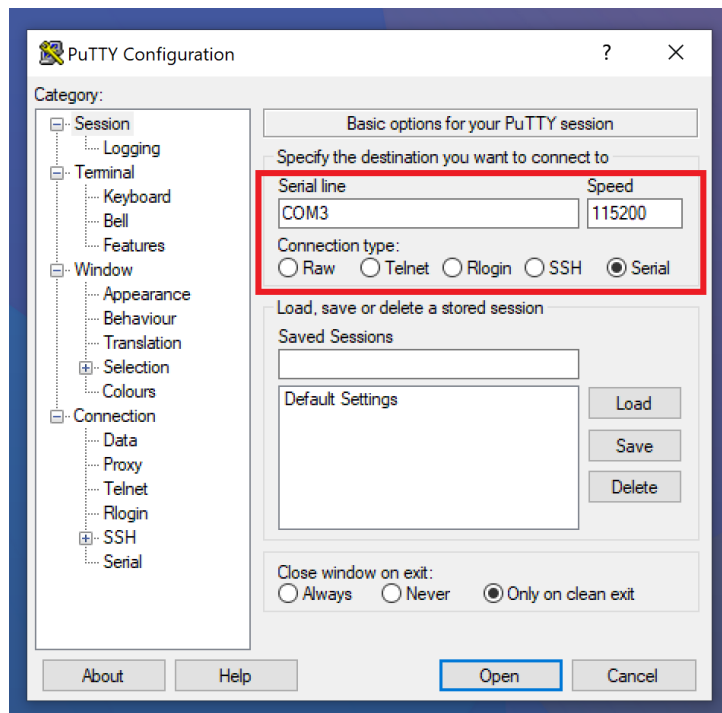 PuTTY Configuration
?
Category:
Session
Logging
Terminal
Keyboard
Bell
Features
Window
Appearance
Behaviour
Translation
Selection
Colours
Connection
Data
Proxy
Telnet
Rlogin
SSH
Serial
Basic options for your PuTTY session
Specify the destination you want to connect to
Serial line Speed
COM3 115200
Connection type:
Raw Telnet Rlogin SSH Serial
Load, save or delete a stored session
Saved Sessions
Default Settings
Load
Save
Delete
Close window on exit:
Always Never Only on clean exit
About Help Open Cancel